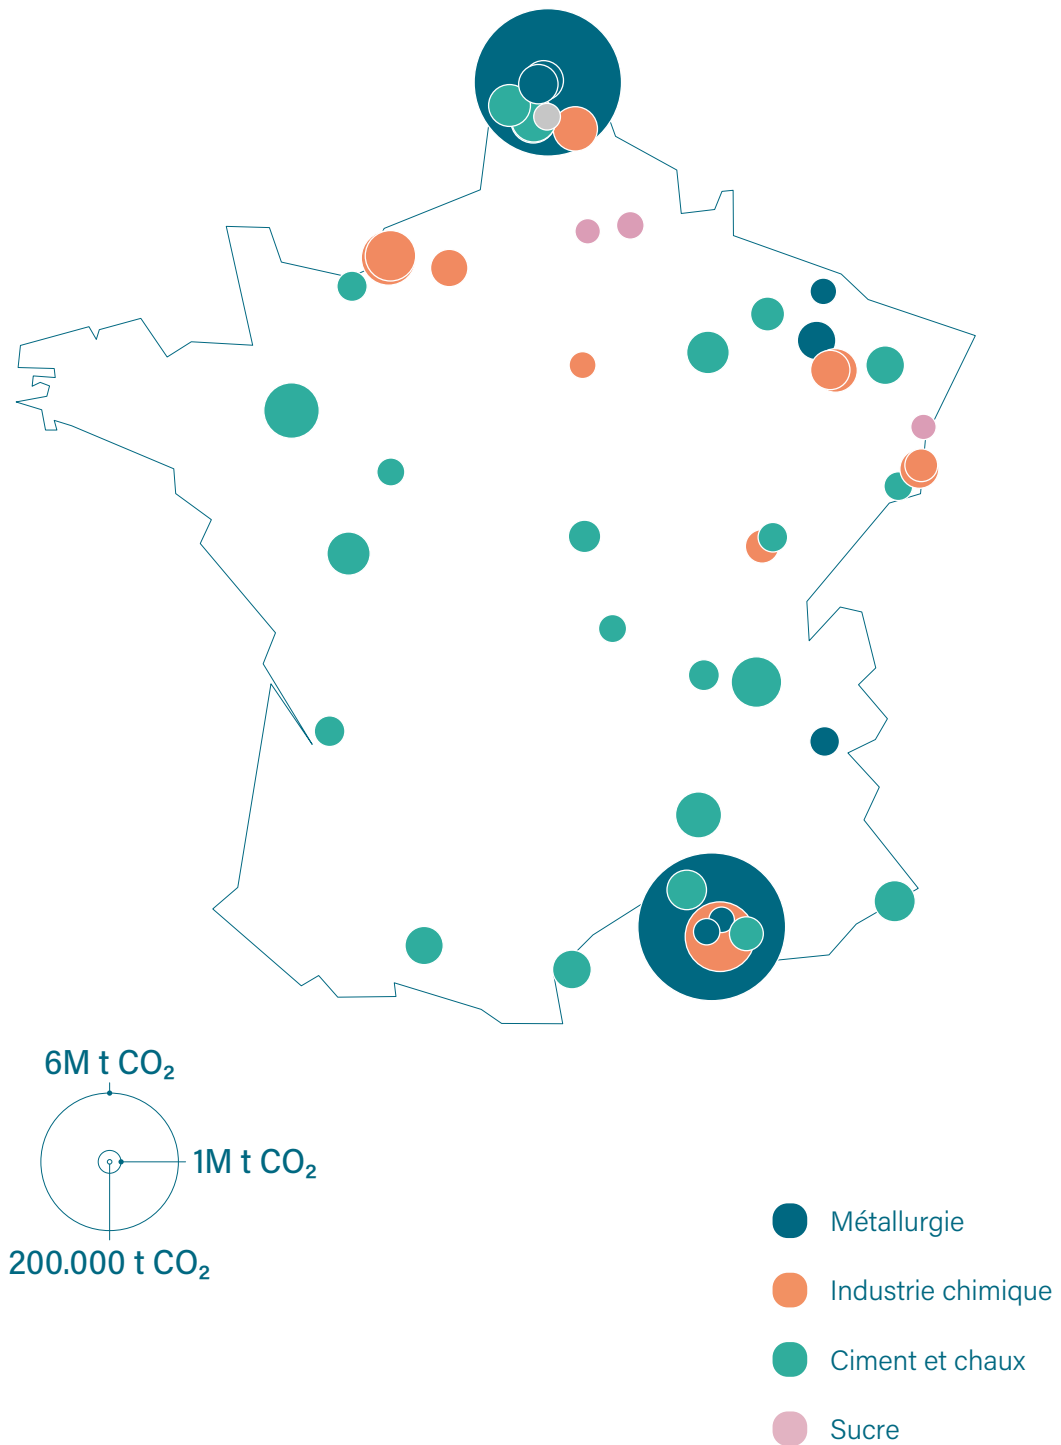 6M t CO₂
1M t CO₂
200.000 t CO₂
Métallurgie
Industrie chimique
Ciment et chaux
Sucre